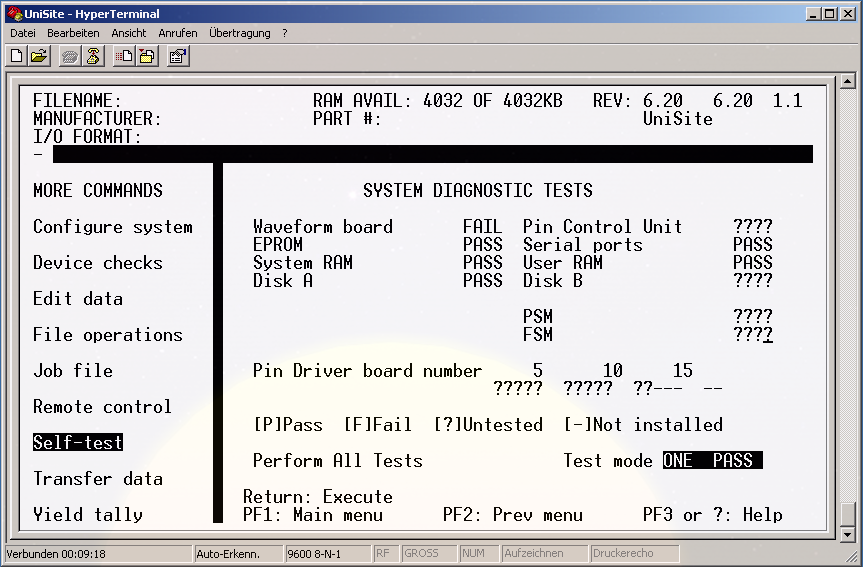 UniSite - HyperTerminal
Datei Bearbeiten Ansicht Anrufen Übertragung ?
FILENAME: RAM AVAIL: 4032 OF 4032KB REV: 6.20 6.20 1.1
MANUFACTURER: PART #: UniSite
I/O FORMAT:
-
MORE COMMANDS SYSTEM DIAGNOSTIC TESTS
Configure system Waveform board FAIL Pin Control Unit ????
EPROM PASS Serial ports PASS
Device checks System RAM PASS User RAM PASS
Disk A PASS Disk B ????
Edit data
PSM ????
File operations FSM ????
Job file Pin Driver board number 5 10 15
????? ????? ??--- --
Remote control
[P]Pass [F]Fail [?]Untested [-]Not installed
Self-test
Perform All Tests Test mode ONE PASS
Transfer data
Return: Execute
Yield tally PF1: Main menu PF2: Prev menu PF3 or ?: Help
Verbunden 00:09:18 Auto-Erkenn. 9600 8-N-1 RF GROSS NUM Aufzeichnen Druckerecho